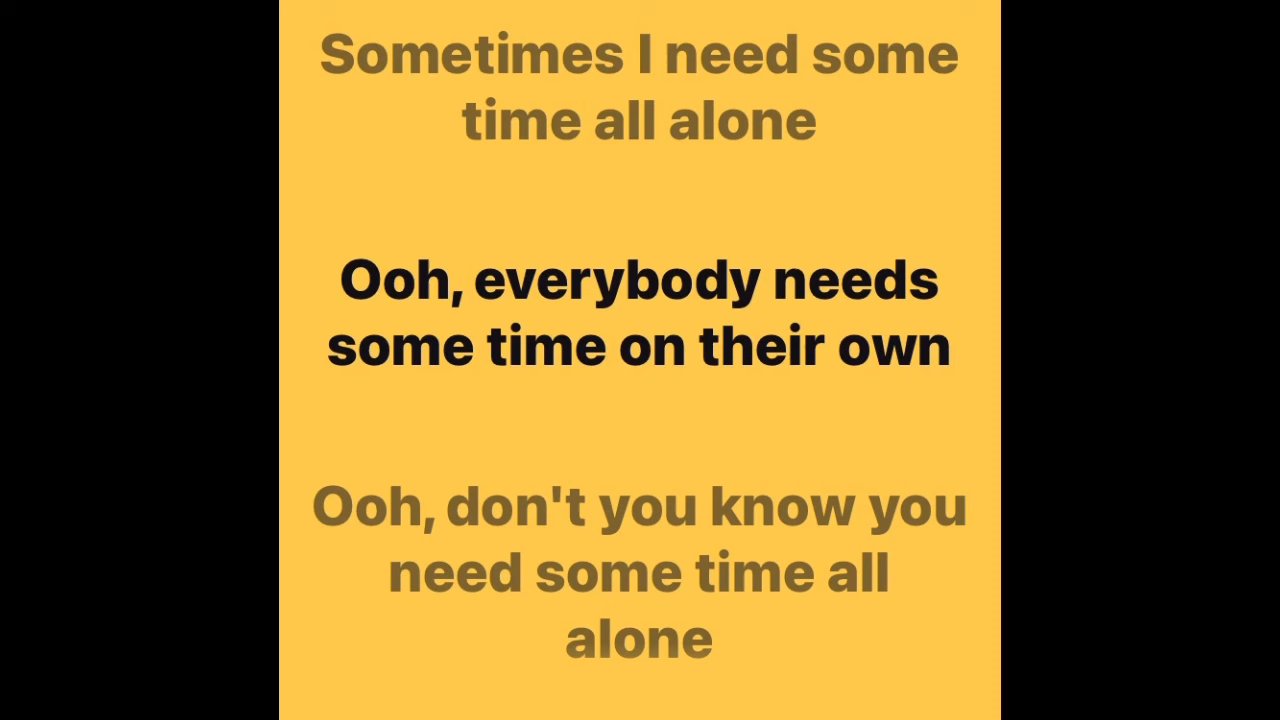 Sometimes I need some
time all alone
Ooh, everybody needs
some time on their own
Ooh, don't you know you
need some time all
alone